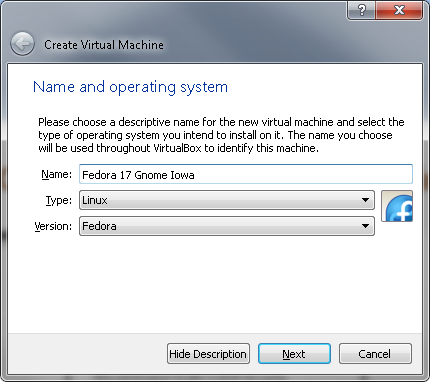 ?
X
Create Virtual Machine
Name and operating system
Please choose a descriptive name for the new virtual machine and select the
type of operating system you intend to install on it. The name you choose
will be used throughout VirtualBox to identify this machine.
Name: Fedora 17 Gnome Iowa
Type: Linux
Version: Fedora
Hide Description Next Cancel